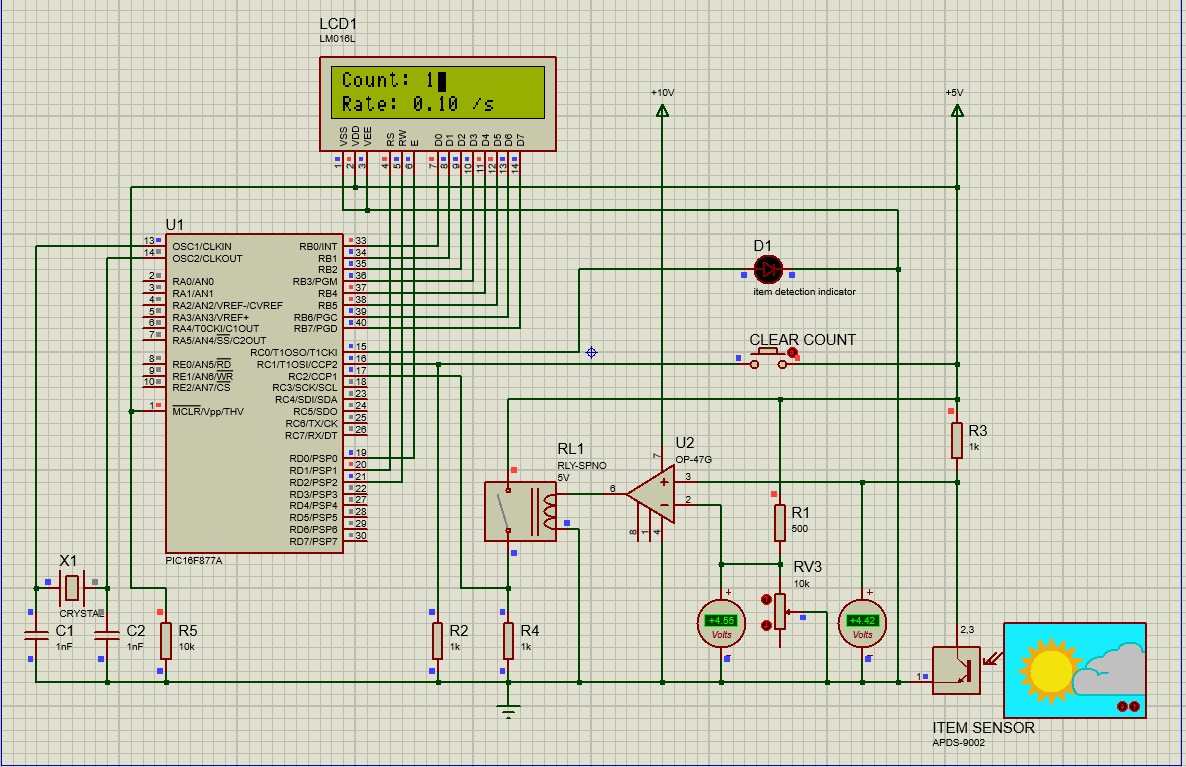 LCD1
LM016L
Count: 1
Rate: 0.10 /s
VSS
VDD
VEE
RS
RW
E
D0
D1
D2
D3
D4
D5
D6
D7
1
2
3
4
5
6
7
8
9
10
11
12
13
14
+10V
+5V
U1
13 OSC1/CLKIN RB0/INT 33
14 OSC2/CLKOUT RB1 34
RB2 35
2 RA0/AN0 RB3/PGM 36
3 RA1/AN1 RB4 37
4 RA2/AN2/VREF-/CVREF RB5 38
5 RA3/AN3/VREF+ RB6/PGC 39
6 RA4/T0CKI/C1OUT RB7/PGD 40
7 RA5/AN4/SS/C2OUT
RC0/T1OSO/T1CKI 15
8 RE0/AN5/RD RC1/T1OSI/CCP2 16
9 RE1/AN6/WR RC2/CCP1 17
10 RE2/AN7/CS RC3/SCK/SCL 18
RC4/SDI/SDA 23
1 MCLR/Vpp/THV RC5/SDO 24
RC6/TX/CK 25
RC7/RX/DT 26
RD0/PSP0 19
RD1/PSP1 20
RD2/PSP2 21
RD3/PSP3 22
RD4/PSP4 27
RD5/PSP5 28
RD6/PSP6 29
RD7/PSP7 30
PIC16F877A
D1
item detection indicator
CLEAR COUNT
R3
1k
RL1
RLY-SPNO
5V
U2
OP-47G
7
3
6
2
8
1
4
R1
500
RV3
10k
+4.55
Volts
+4.42
Volts
X1
CRYSTAL
C1
1nF
C2
1nF
R5
10k
R2
1k
R4
1k
2,3
1
ITEM SENSOR
APDS-9002